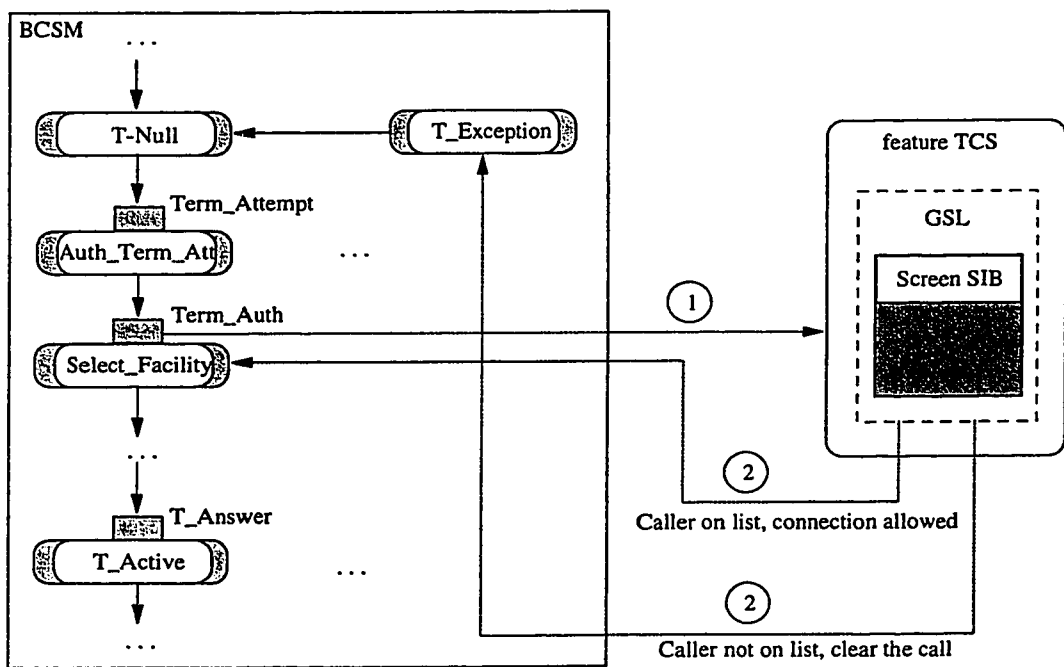 BCSM
...
T-Null
T_Exception
feature TCS
Term_Attempt
GSL
Auth_Term_Att
...
Screen SIB
1
Term_Auth
Select_Facility
...
2
Caller on list, connection allowed
T_Answer
T_Active
...
2
...
Caller not on list, clear the call